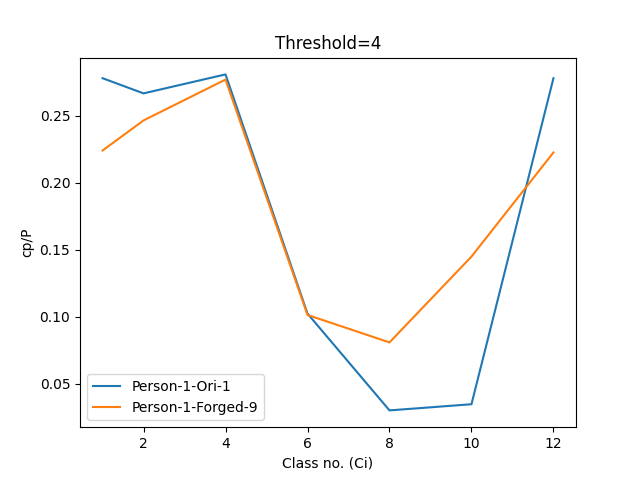 Threshold=4
cp/P
0.25
0.20
0.15
0.10
0.05
Person-1-Ori-1
Person-1-Forged-9
2 4 6 8 10 12
Class no. (Ci)